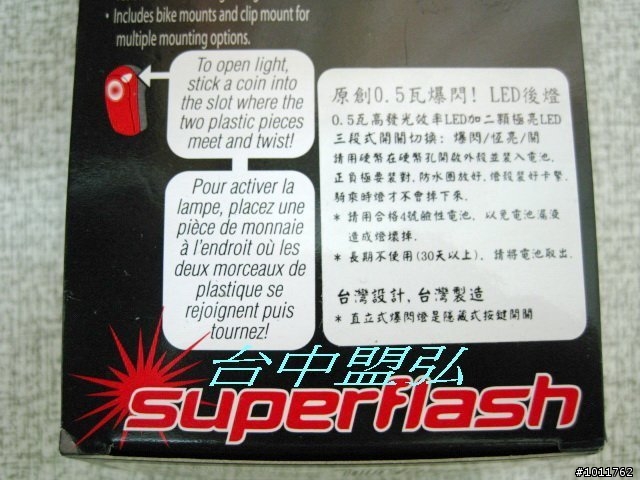 • Includes bike mounts and clip mount for
multiple mounting options.
To open light,
stick a coin into
the slot where the
two plastic pieces
meet and twist!
Pour activer la
lampe, placez une
pièce de monnaie
à l'endroit où les
deux morceaux de
plastique se
rejoignent puis
tournez!
原創0.5瓦爆閃! LED後燈
0.5瓦高發光效率LED加二顆極亮LED
三段式開關切換: 爆閃/恆亮/關
請用硬幣在硬幣孔開啟外殼並裝入電池.
正負極要裝對, 防水圈放好, 燈殼裝好卡緊.
騎來時燈才不會掉下來.
* 請用合格4號鹼性電池, 以免電池漏液
造成燈壞掉.
* 長期不使用(30天以上), 請將電池取出.
台灣設計, 台灣製造
* 直立式爆閃燈是隱藏式按鍵開關
台中盟弘
superflash
#1011762